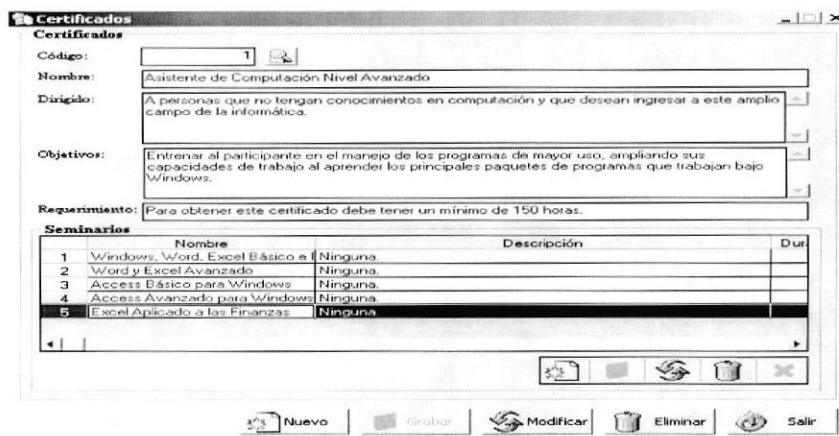 Certificados
Certificados
Código: 1
Nombre: Asistente de Computación Nivel Avanzado
Dirigido: A personas que no tengan conocimientos en computación y que desean ingresar a este amplio
campo de la informática.
Objetivos: Entrenar al participante en el manejo de los programas de mayor uso, ampliando sus
capacidades de trabajo al aprender los principales paquetes de programas que trabajan bajo
Windows.
Requerimiento: Para obtener este certificado debe tener un mínimo de 150 horas.
Seminarios
Nombre Descripción Dur
1 Windows, Word, Excel Básico e Ninguna.
2 Word y Excel Avanzado Ninguna.
3 Access Básico para Windows Ninguna.
4 Access Avanzado para Windows Ninguna.
5 Excel Aplicado a las Finanzas Ninguna
Nuevo Grabar Modificar Eliminar Salir